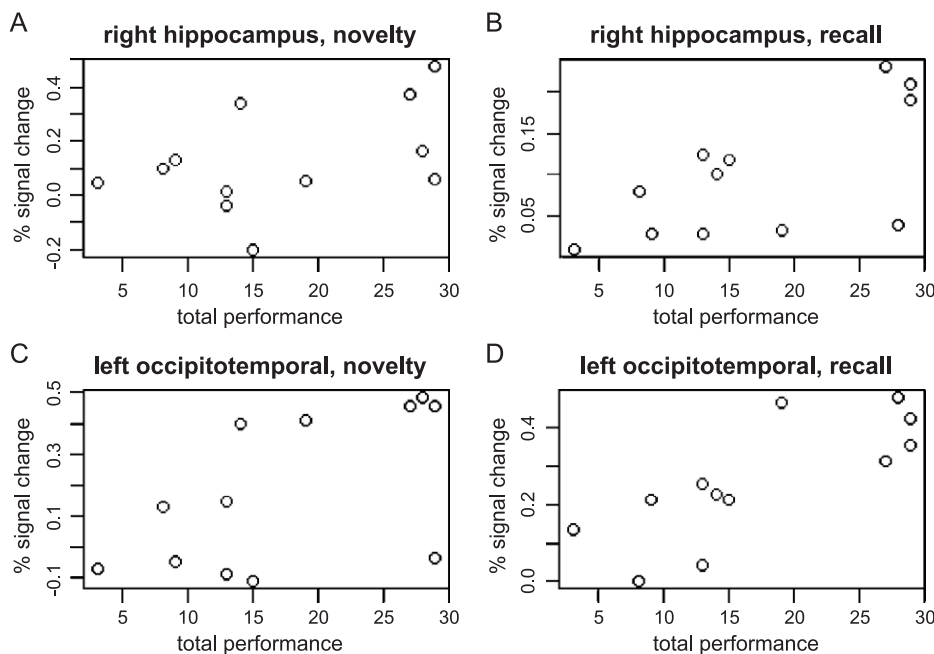 A
right hippocampus, novelty
% signal change
-0.2 0.0 0.2 0.4
5 10 15 20 25 30
total performance
B
right hippocampus, recall
% signal change
0.05 0.15
5 10 15 20 25 30
total performance
C
left occipitotemporal, novelty
% signal change
-0.1 0.1 0.3 0.5
5 10 15 20 25 30
total performance
D
left occipitotemporal, recall
% signal change
0.0 0.2 0.4
5 10 15 20 25 30
total performance